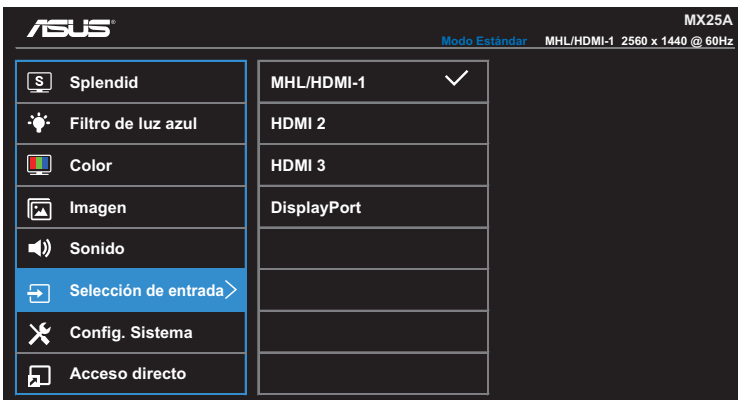 ASUS
MX25A
Modo Estándar MHL/HDMI-1 2560 x 1440 @ 60Hz
S Splendid
Filtro de luz azul
Color
Imagen
Sonido
Selección de entrada
Config. Sistema
Acceso directo
MHL/HDMI-1
HDMI 2
HDMI 3
DisplayPort